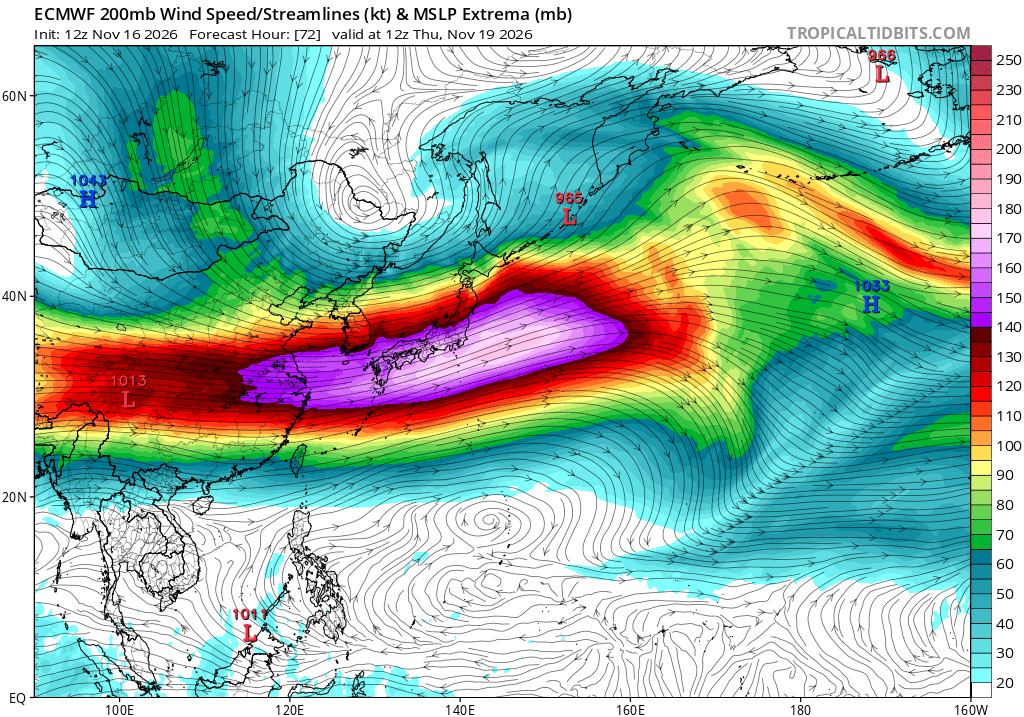 ECMWF 200mb Wind Speed/Streamlines (kt) & MSLP Extrema (mb)
Init: 12z Nov 16 2026 Forecast Hour: [72] valid at 12z Thu, Nov 19 2026
TROPICALTIDBITS.COM
966
L
250
60N
230
210
200
1043
H
190
965
L
180
170
160
1033
H
40N
150
140
130
1013
L
120
110
100
90
20N
80
70
60
50
1011
L
40
30
20
EQ
100E
120E
140E
160E
180
160W